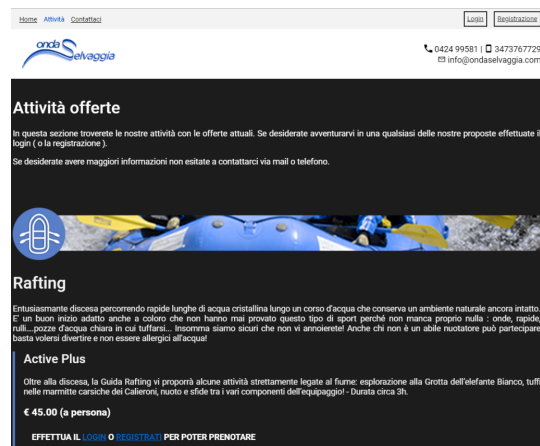 Home Attività Contattaci
Login Registrazione
onda Selvaggia
0424 99581 | 3473767729
info@ondaselvaggia.com
Attività offerte
In questa sezione troverete le nostre attività con le offerte attuali. Se desiderate avventurarvi in una qualsiasi delle nostre proposte effettuate il
login ( o la registrazione ).
Se desiderate avere maggiori informazioni non esitate a contattarci via mail o telefono.
Rafting
Entusiasmante discesa percorrendo rapide lunghe di acqua cristallina lungo un corso d'acqua che conserva un ambiente naturale ancora intatto.
E' un buon inizio adatto anche a coloro che non hanno mai provato questo tipo di sport perché non manca proprio nulla : onde, rapide,
rulli....pozze d'acqua chiara in cui tuffarsi... Insomma siamo sicuri che non vi annoierete! Anche chi non è un abile nuotatore può partecipare
basta volersi divertire e non essere allergici all'acqua!
Active Plus
Oltre alla discesa, la Guida Rafting vi proporrà alcune attività strettamente legate al fiume: esplorazione alla Grotta dell'elefante Bianco, tuffi
nelle marmitte carsiche dei Calieroni, nuoto e sfide tra i vari componenti dell'equipaggio! - Durata circa 3h.
€ 45.00 (a persona)
EFFETTUA IL LOGIN O REGISTRATI PER POTER PRENOTARE